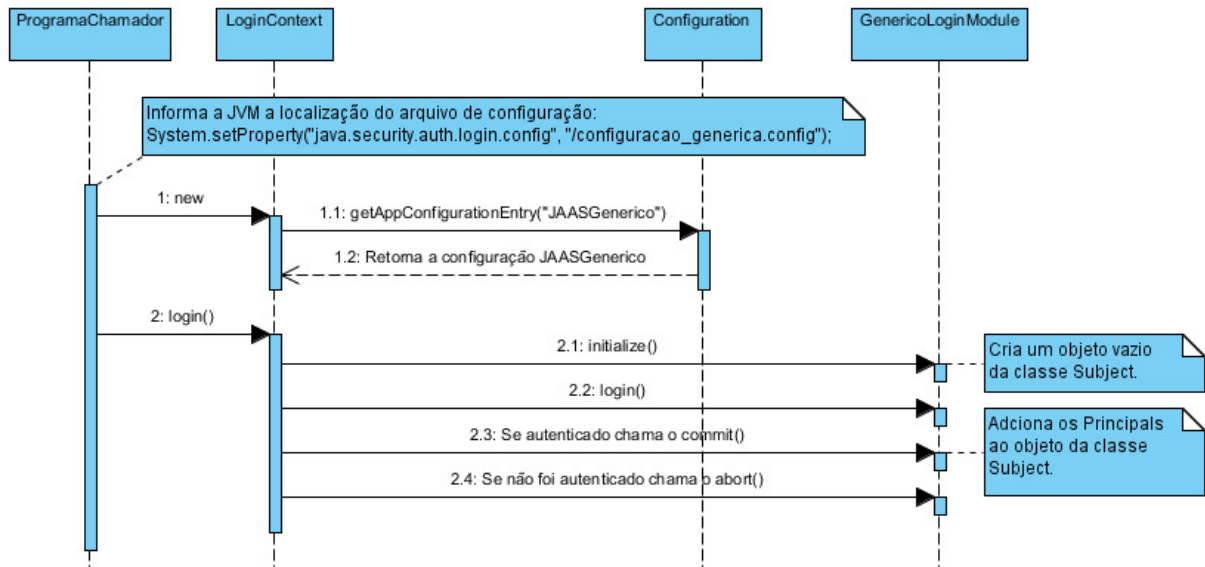 ProgramaChamador
LoginContext
Configuration
GenericoLoginModule
Informa a JVM a localização do arquivo de configuração:
System.setProperty("java.security.auth.login.config", "/configuracao_generica.config");
1: new
1.1: getAppConfigurationEntry("JAASGenerico")
1.2: Retorna a configuração JAASGenerico
2: login()
2.1: initialize()
Cria um objeto vazio
da classe Subject.
2.2: login()
2.3: Se autenticado chama o commit()
Adciona os Principals
ao objeto da classe
Subject.
2.4: Se não foi autenticado chama o abort()